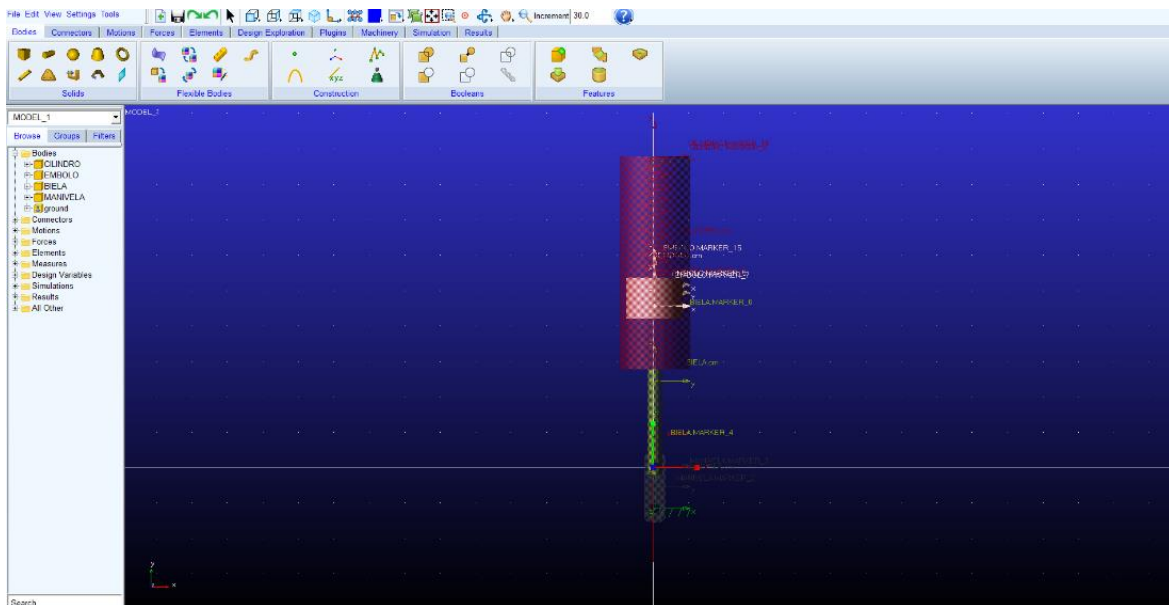 File Edit View Settings Tools
Increment 30.0
Bodies Connectors Motions Forces Elements Design Exploration Plugins Machinery Simulation Results
Solids Flexible Bodies Construction Booleans Features
.MODEL_1
MODEL_1
Browse Groups Filters
Bodies
CILINDRO
EMBOLO
BIELA
MANIVELA
ground
Connectors
Motions
Forces
Elements
Measures
Design Variables
Simulations
Results
All Other
MARKER_15
BIELA.MARKER_6
BIELA.cm
BIELA.MARKER_4
y
x
Search